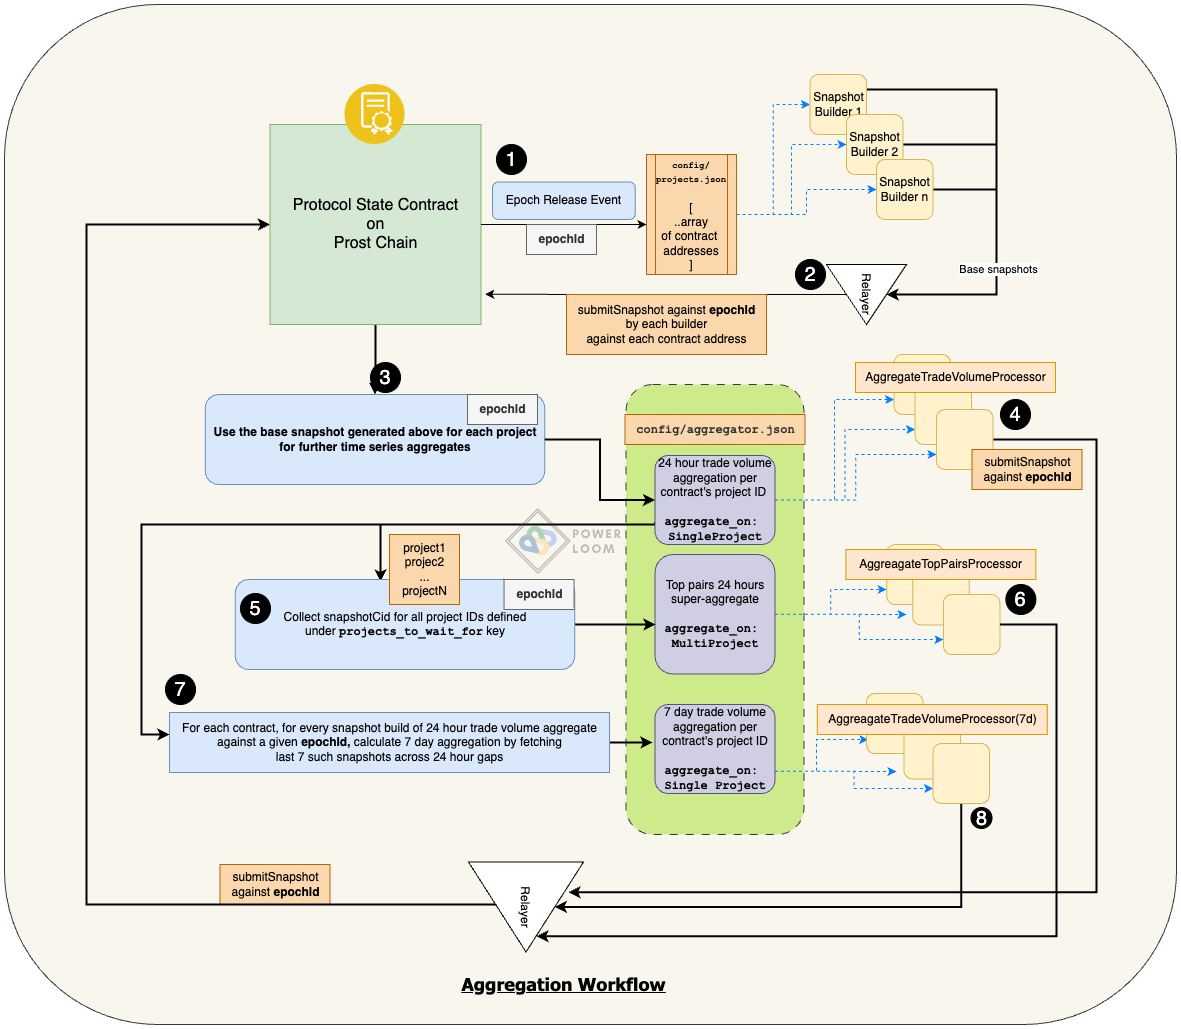 Snapshot
Builder 1
Snapshot
Builder 2
Snapshot
Builder n
1
Epoch Release Event
epochId
config/
projects.json
[
..array
of contract
addresses
]
Protocol State Contract
on
Prost Chain
Base snapshots
2
Relayer
submitSnapshot against epochId
by each builder
against each contract address
3
epochId
Use the base snapshot generated above for each project
for further time series aggregates
config/aggregator.json
24 hour trade volume
aggregation per
contract's project ID
aggregate_on:
SingleProject
AggregateTradeVolumeProcessor
4
submitSnapshot
against epochId
POWER
LOOM
project1
projec2
...
projectN
5
epochId
Collect snapshotCid for all project IDs defined
under projects_to_wait_for key
Top pairs 24 hours
super-aggregate
aggregate_on:
MultiProject
AggreagateTopPairsProcessor
6
7
For each contract, for every snapshot build of 24 hour trade volume aggregate
against a given epochId, calculate 7 day aggregation by fetching
last 7 such snapshots across 24 hour gaps
7 day trade volume
aggregation per
contract's project ID
aggregate_on:
Single Project
AggreagateTradeVolumeProcessor(7d)
8
submitSnapshot
against epochId
Relayer
Aggregation Workflow